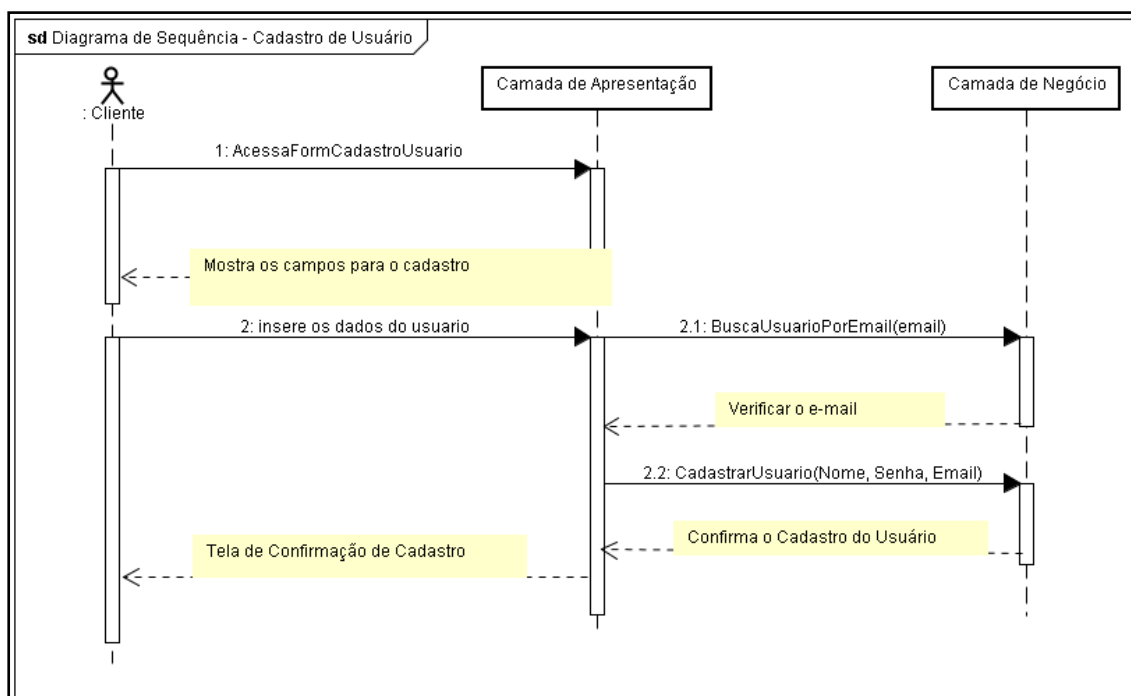 sd Diagrama de Sequência - Cadastro de Usuário
: Cliente
Camada de Apresentação
Camada de Negócio
1: AcessaFormCadastroUsuario
Mostra os campos para o cadastro
2: insere os dados do usuario
2.1: BuscaUsuarioPorEmail(email)
Verificar o e-mail
2.2: CadastrarUsuario(Nome, Senha, Email)
Confirma o Cadastro do Usuário
Tela de Confirmação de Cadastro